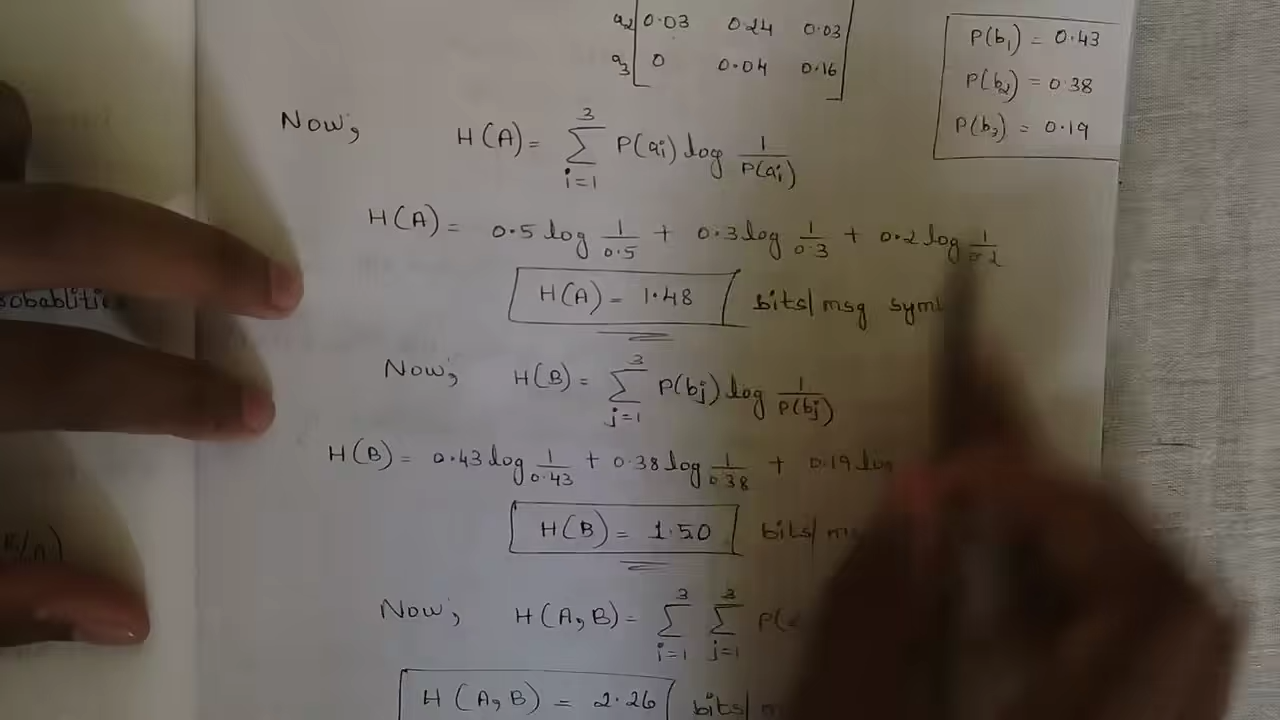 a2 0.03 0.24 0.03
a3 0 0.04 0.16
P(b1) = 0.43
P(b2) = 0.38
P(b3) = 0.19
Now; H(A) = 3 ∑ i=1 P(ai) log 1/P(ai)
H(A) = 0.5 log 1/0.5 + 0.3 log 1/0.3 + 0.2 log 1/0.2
H(A) = 1.48 bits/msg
Now; H(B) = 3 ∑ j=1 P(bj) log 1/P(bj)
H(B) = 0.43 log 1/0.43 + 0.38 log 1/0.38 + 0.19 log
H(B) = 1.50 bits/
Now; H(A,B) = 3 ∑ i=1 3 ∑ j=1 P(
H(A,B) = 2.26 bits/